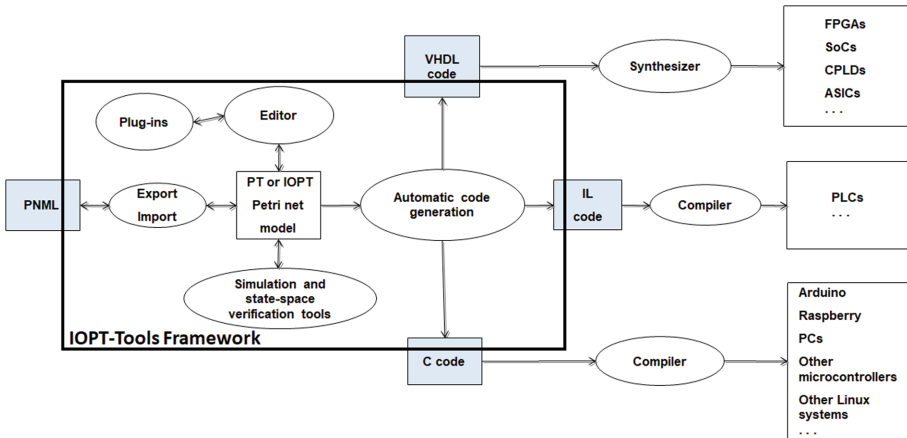 VHDL
code
Synthesizer
FPGAs
SoCs
CPLDs
ASICs
. . .
Plug-ins
Editor
PNML
Export
Import
PT or IOPT
Petri net
model
Automatic code
generation
IL
code
Compiler
PLCs
. . .
Simulation and
state-space
verification tools
IOPT-Tools Framework
C code
Compiler
Arduino
Raspberry
PCs
Other
microcontrollers
Other Linux
systems
. . .